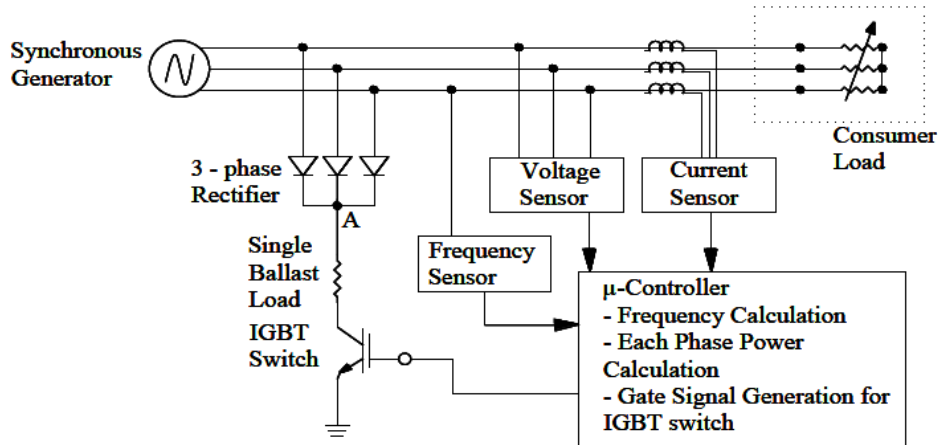 Synchronous
Generator
3 - phase
Rectifier
A
Single
Ballast
Load
IGBT
Switch
Frequency
Sensor
Voltage
Sensor
Current
Sensor
Consumer
Load
μ-Controller
- Frequency Calculation
- Each Phase Power
Calculation
- Gate Signal Generation for
IGBT switch